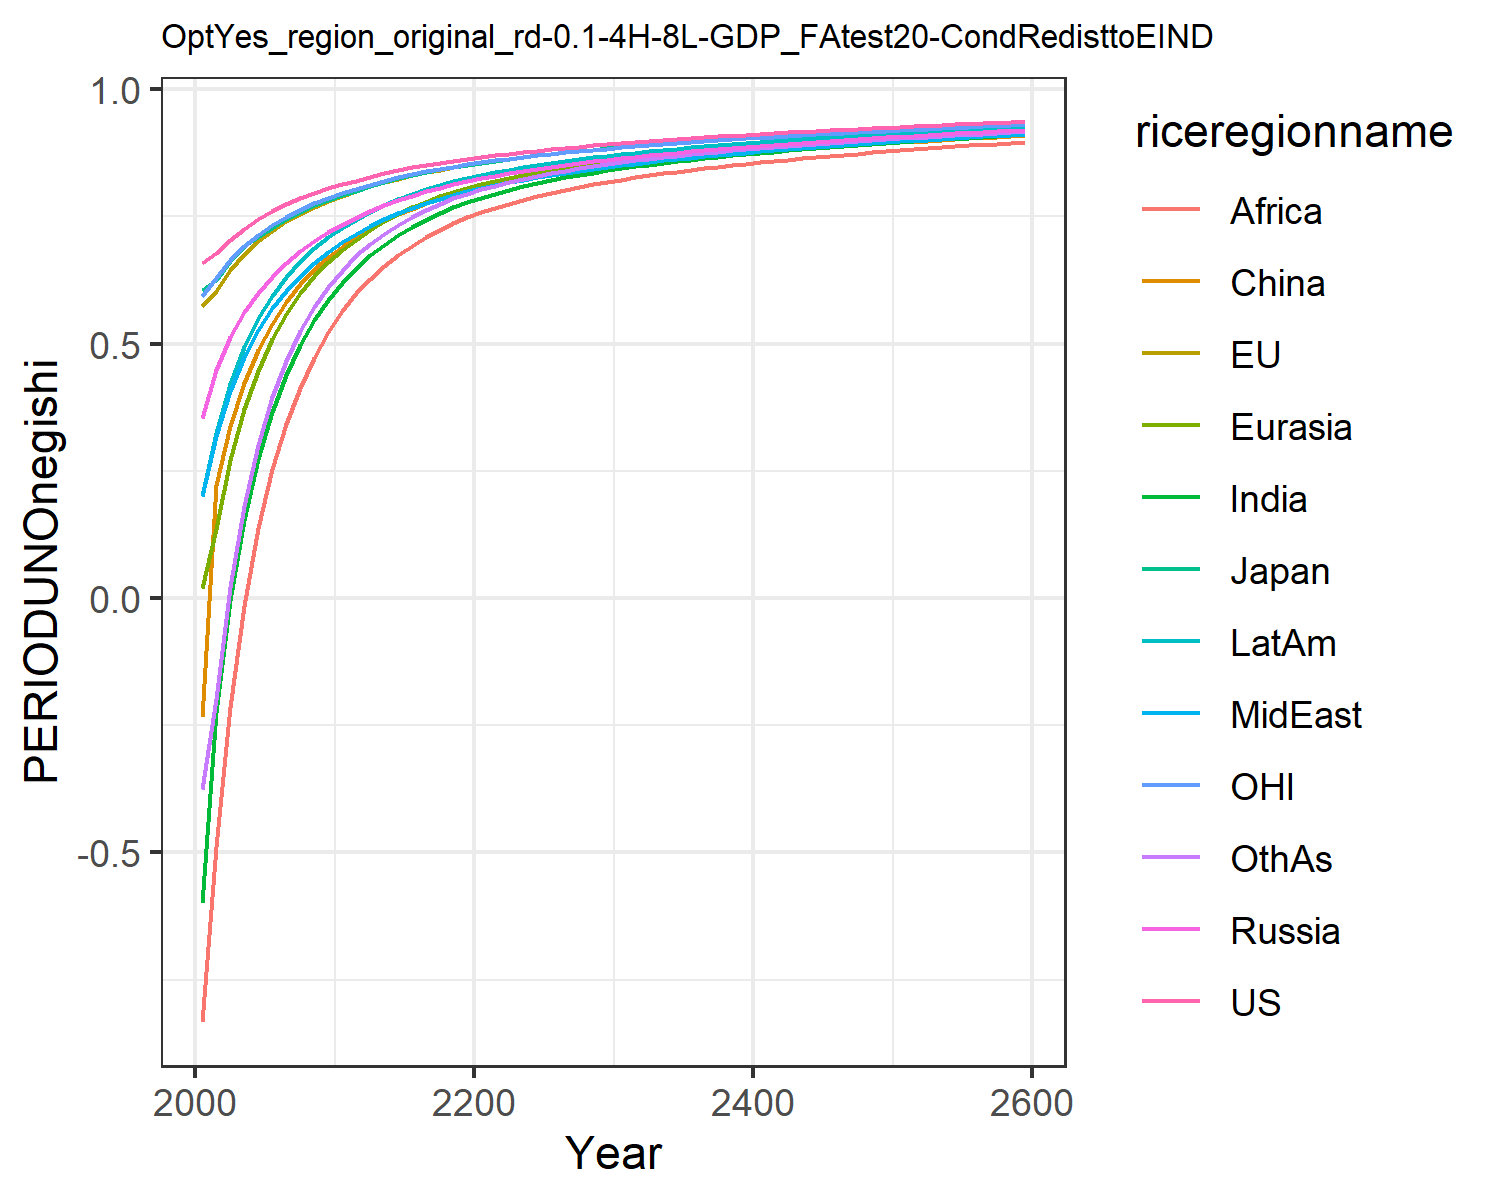 OptYes_region_original_rd-0.1-4H-8L-GDP_FAtest20-CondRedisttoEIND
1.0
0.5
0.0
-0.5
PERIODUNOnegishi
2000
2200
2400
2600
Year
riceregionname
Africa
China
EU
Eurasia
India
Japan
LatAm
MidEast
OHI
OthAs
Russia
US